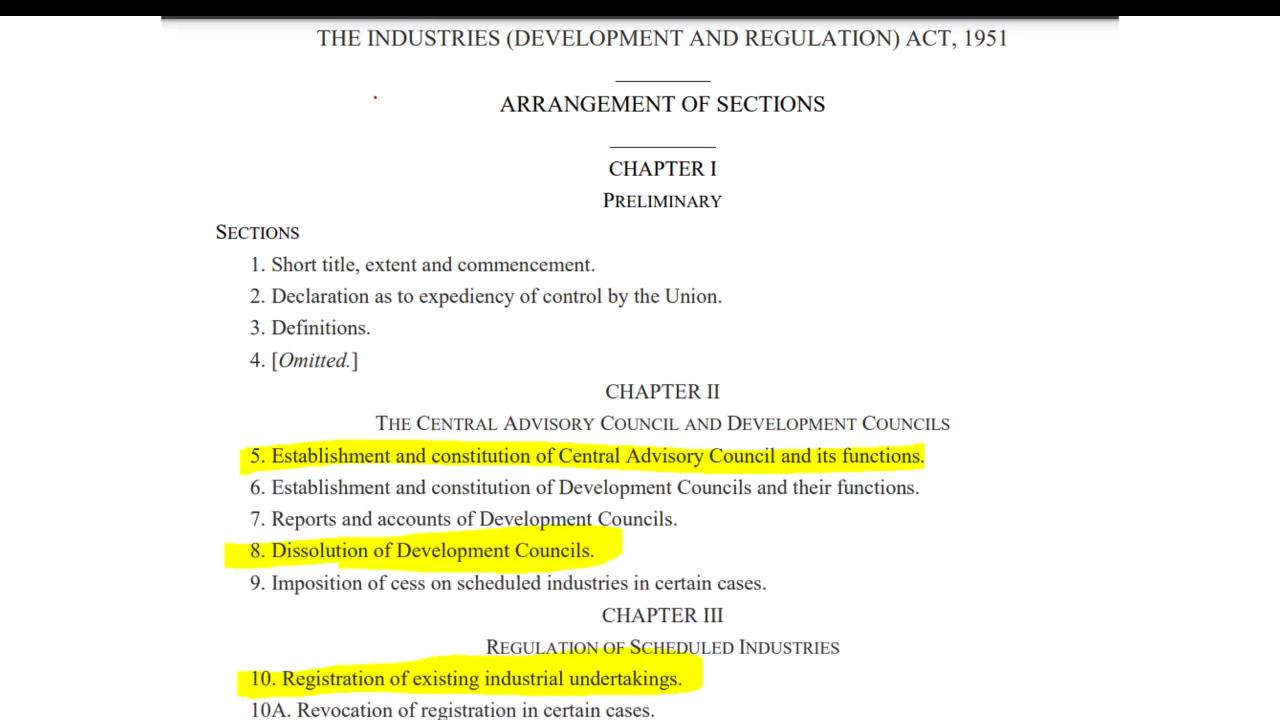 THE INDUSTRIES (DEVELOPMENT AND REGULATION) ACT, 1951
ARRANGEMENT OF SECTIONS
CHAPTER I
PRELIMINARY
SECTIONS
1. Short title, extent and commencement.
2. Declaration as to expediency of control by the Union.
3. Definitions.
4. [Omitted.]
CHAPTER II
THE CENTRAL ADVISORY COUNCIL AND DEVELOPMENT COUNCILS
5. Establishment and constitution of Central Advisory Council and its functions.
6. Establishment and constitution of Development Councils and their functions.
7. Reports and accounts of Development Councils.
8. Dissolution of Development Councils.
9. Imposition of cess on scheduled industries in certain cases.
CHAPTER III
REGULATION OF SCHEDULED INDUSTRIES
10. Registration of existing industrial undertakings.
10A. Revocation of registration in certain cases.